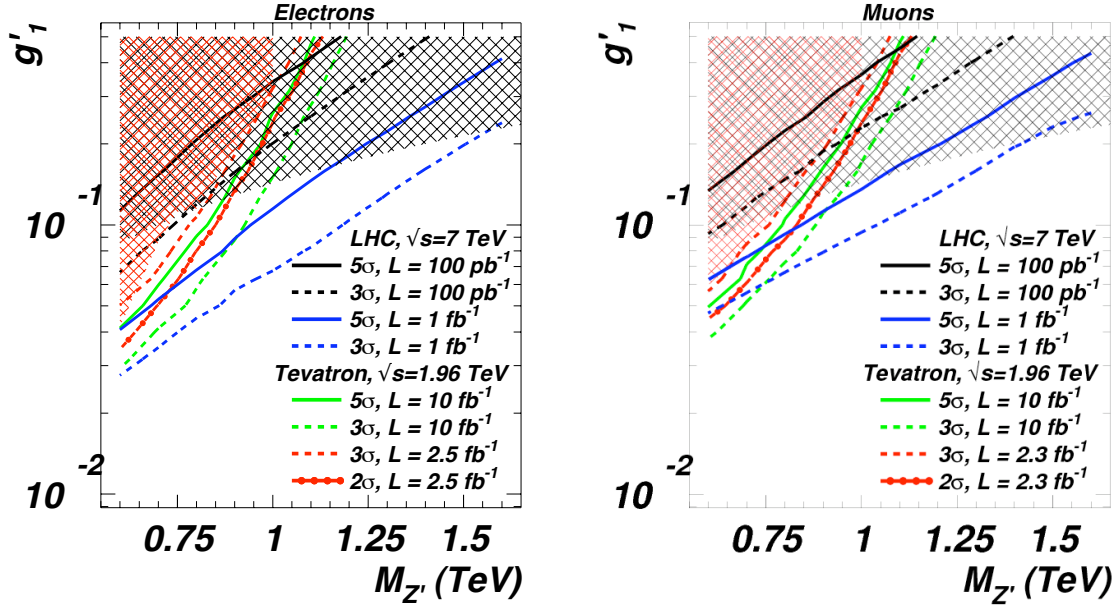 Electrons
g'₁
10⁻¹
10⁻²
LHC, √s=7 TeV
5σ, L = 100 pb⁻¹
3σ, L = 100 pb⁻¹
5σ, L = 1 fb⁻¹
3σ, L = 1 fb⁻¹
Tevatron, √s=1.96 TeV
5σ, L = 10 fb⁻¹
3σ, L = 10 fb⁻¹
3σ, L = 2.5 fb⁻¹
2σ, L = 2.5 fb⁻¹
0.75 1 1.25 1.5
M_Z' (TeV)
Muons
g'₁
10⁻¹
10⁻²
LHC, √s=7 TeV
5σ, L = 100 pb⁻¹
3σ, L = 100 pb⁻¹
5σ, L = 1 fb⁻¹
3σ, L = 1 fb⁻¹
Tevatron, √s=1.96 TeV
5σ, L = 10 fb⁻¹
3σ, L = 10 fb⁻¹
3σ, L = 2.3 fb⁻¹
2σ, L = 2.3 fb⁻¹
0.75 1 1.25 1.5
M_Z' (TeV)